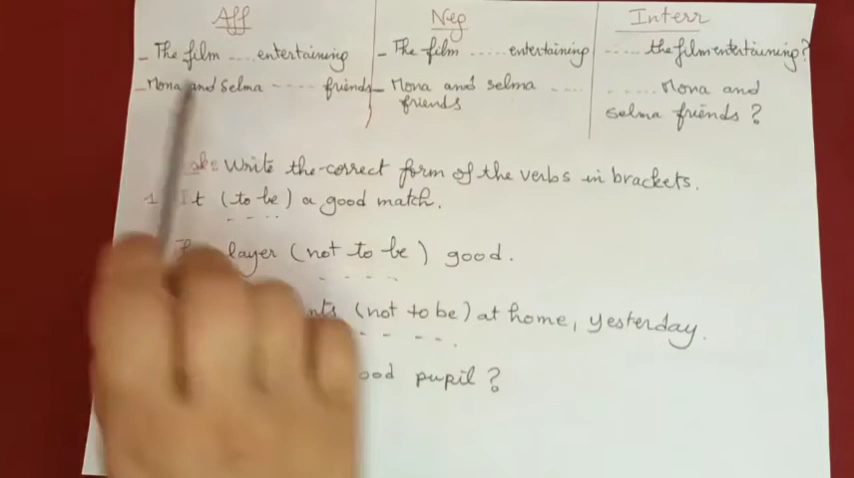 Aff
- The film .... entertaining
- Mona and Selma ..... friends
Neg
- The film ..... entertaining
- Mona and selma ....
friends
Interr
..... the film entertaining?
..... Mona and
Selma friends ?
Write the correct form of the verbs in brackets.
It (to be) a good match.
- - - -
(not to be) good.
- - - -
(not to be) at home, yesterday.
- - - - .
pupil ?